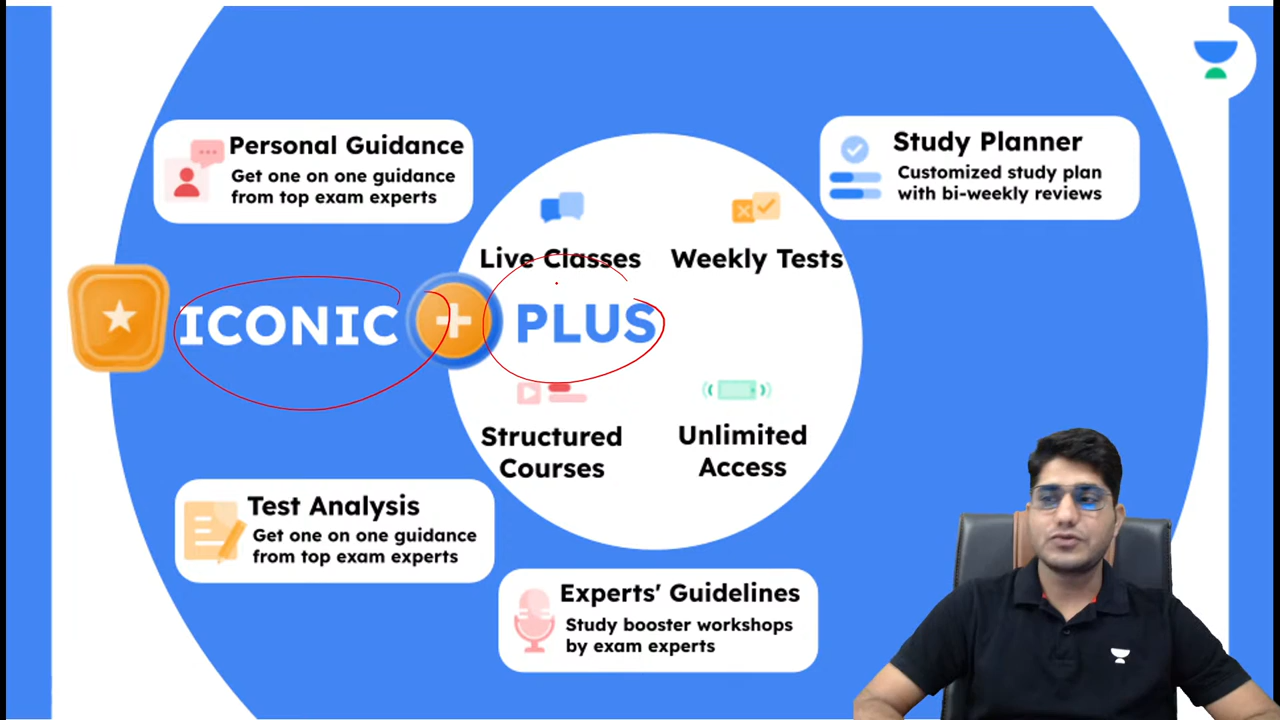 Personal Guidance
Get one on one guidance
from top exam experts
Study Planner
Customized study plan
with bi-weekly reviews
Live Classes
Weekly Tests
ICONIC
PLUS
Structured
Courses
Unlimited
Access
Test Analysis
Get one on one guidance
from top exam experts
Experts' Guidelines
Study booster workshops
by exam experts